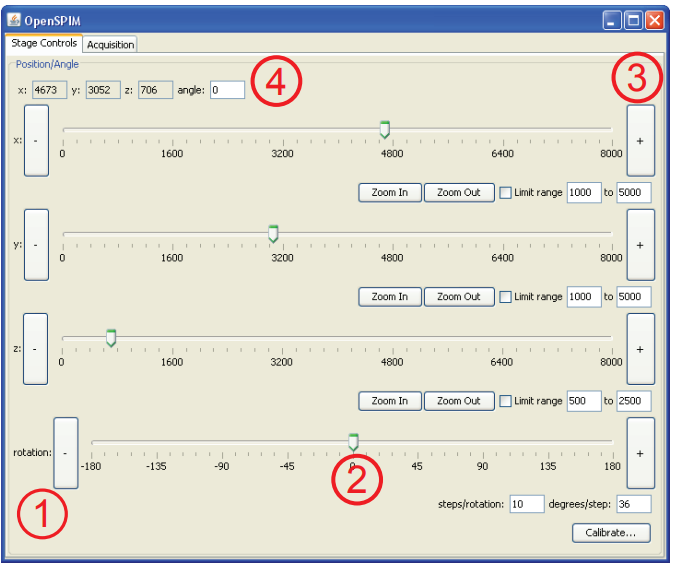 OpenSPIM
Stage Controls Acquisition
Position/Angle
x: 4673 y: 3052 z: 706 angle: 0
4
3
x: - +
0 1600 3200 4800 6400 8000
Zoom In Zoom Out Limit range 1000 to 5000
y: - +
0 1600 3200 4800 6400 8000
Zoom In Zoom Out Limit range 1000 to 5000
z: - +
0 1600 3200 4800 6400 8000
Zoom In Zoom Out Limit range 500 to 2500
rotation: - +
-180 -135 -90 -45 0 45 90 135 180
2
1
steps/rotation: 10 degrees/step: 36
Calibrate...